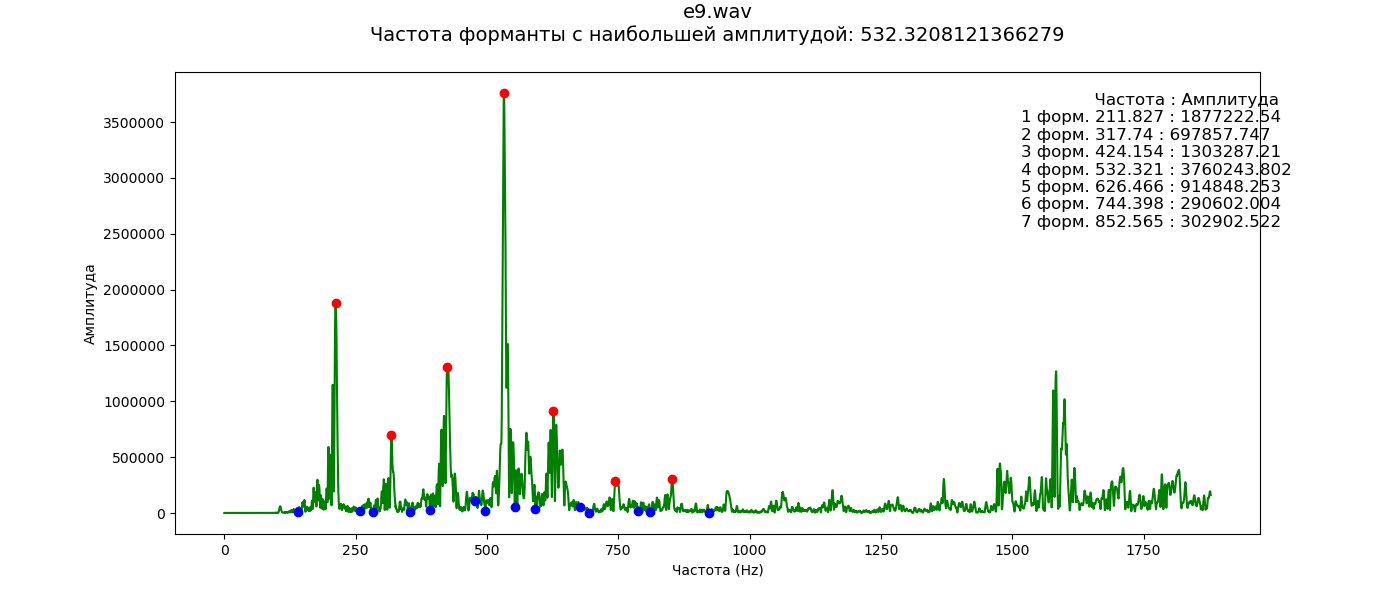 e9.wav
Частота форманты с наибольшей амплитудой: 532.3208121366279
Частота : Амплитуда
1 форм. 211.827 : 1877222.54
2 форм. 317.74 : 697857.747
3 форм. 424.154 : 1303287.21
4 форм. 532.321 : 3760243.802
5 форм. 626.466 : 914848.253
6 форм. 744.398 : 290602.004
7 форм. 852.565 : 302902.522
3500000
3000000
2500000
2000000
1500000
1000000
500000
0
Амплитуда
0 250 500 750 1000 1250 1500 1750
Частота (Hz)